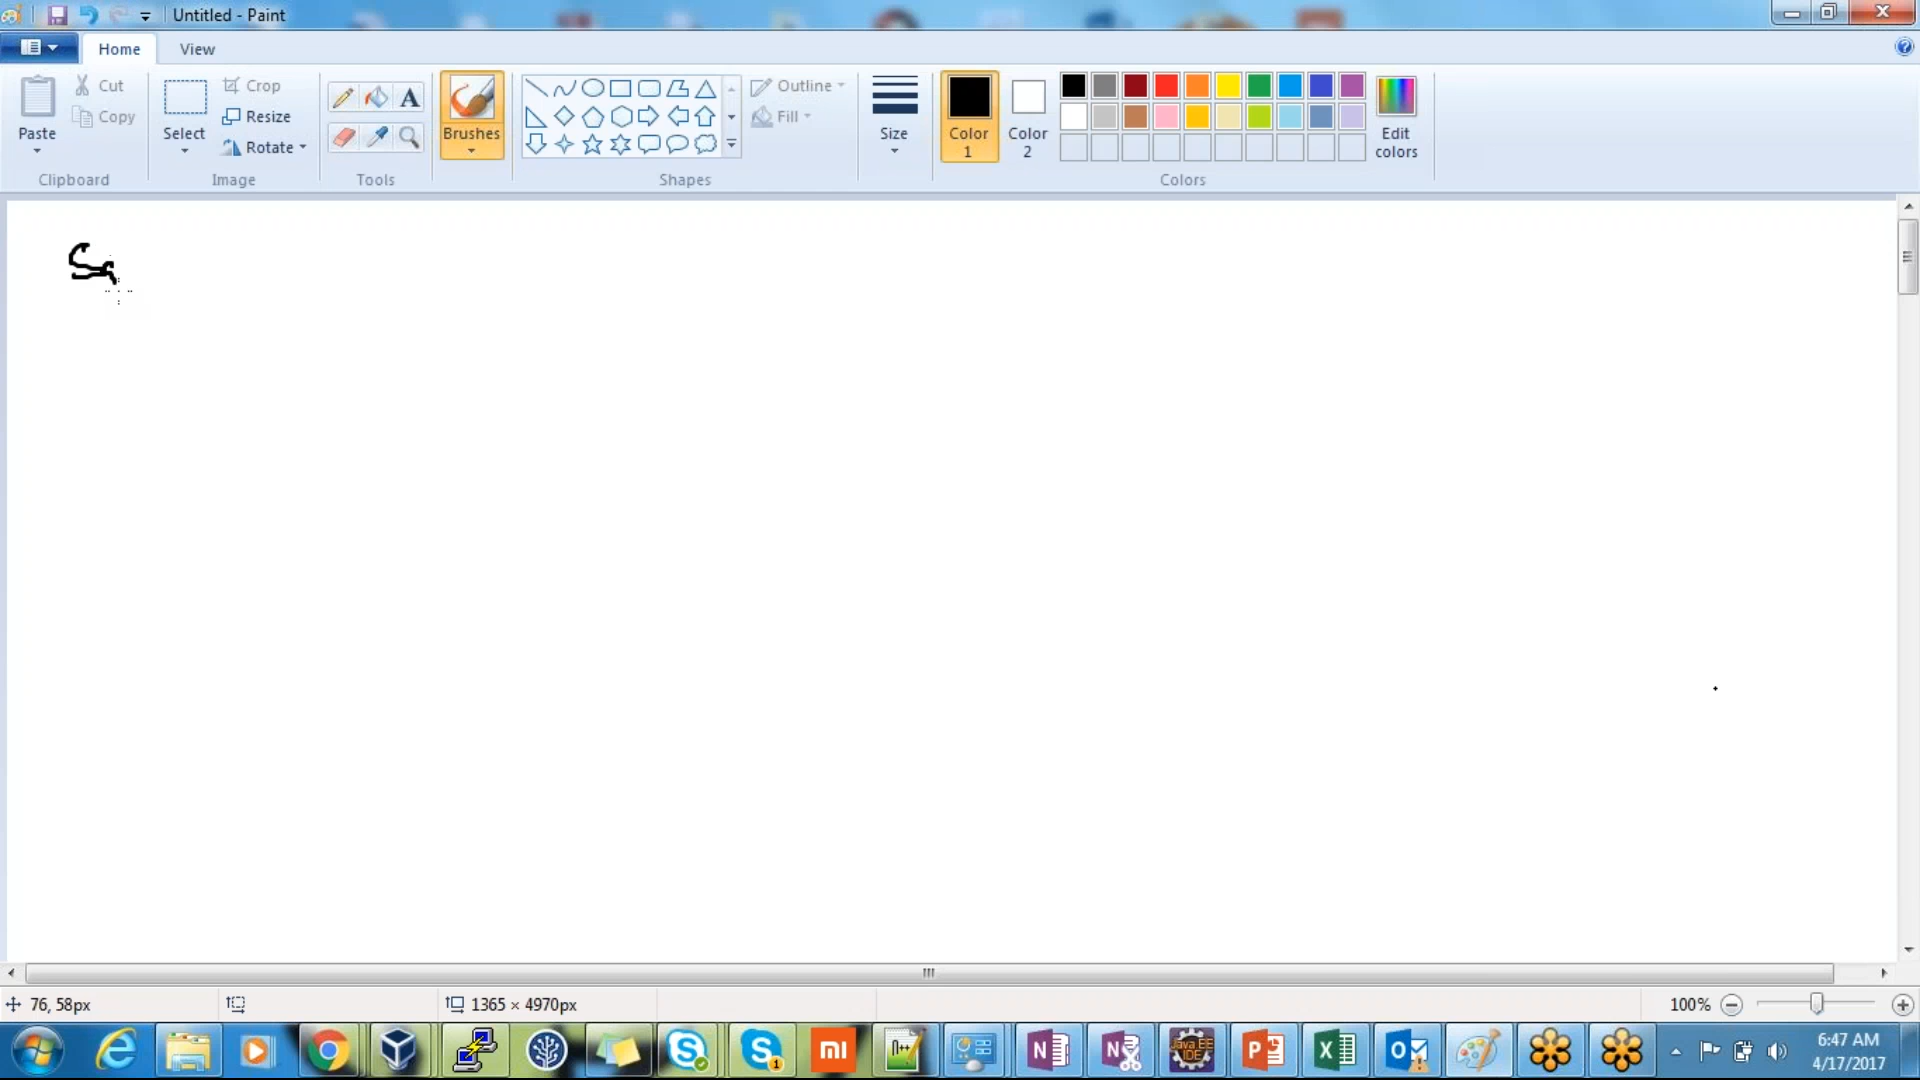 Untitled - Paint
Home View
Paste Cut Copy Clipboard
Select Crop Resize Rotate Image
Tools
Brushes
Outline Fill Shapes
Size
Color 1
Color 2
Edit colors
Colors
76, 58px 1365 × 4970px 100%
6:47 AM
4/17/2017